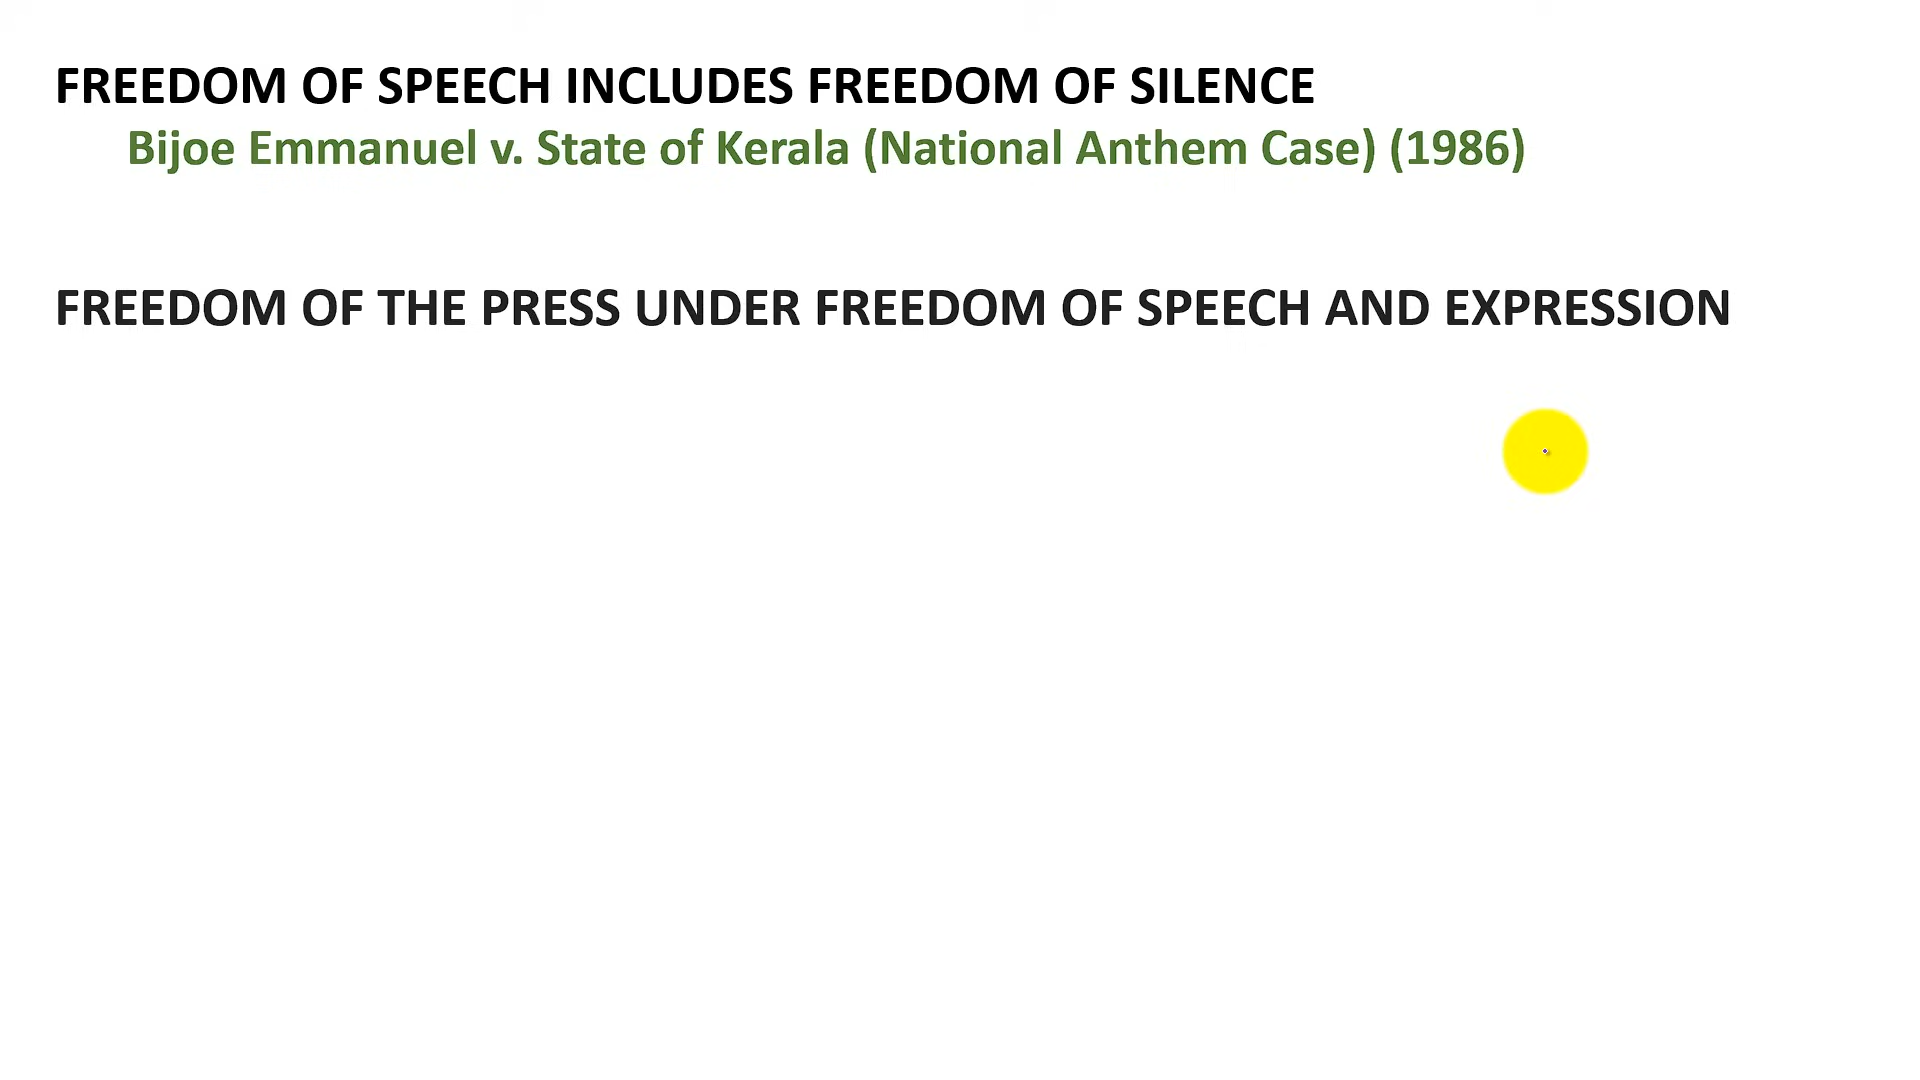 FREEDOM OF SPEECH INCLUDES FREEDOM OF SILENCE
Bijoe Emmanuel v. State of Kerala (National Anthem Case) (1986)
FREEDOM OF THE PRESS UNDER FREEDOM OF SPEECH AND EXPRESSION